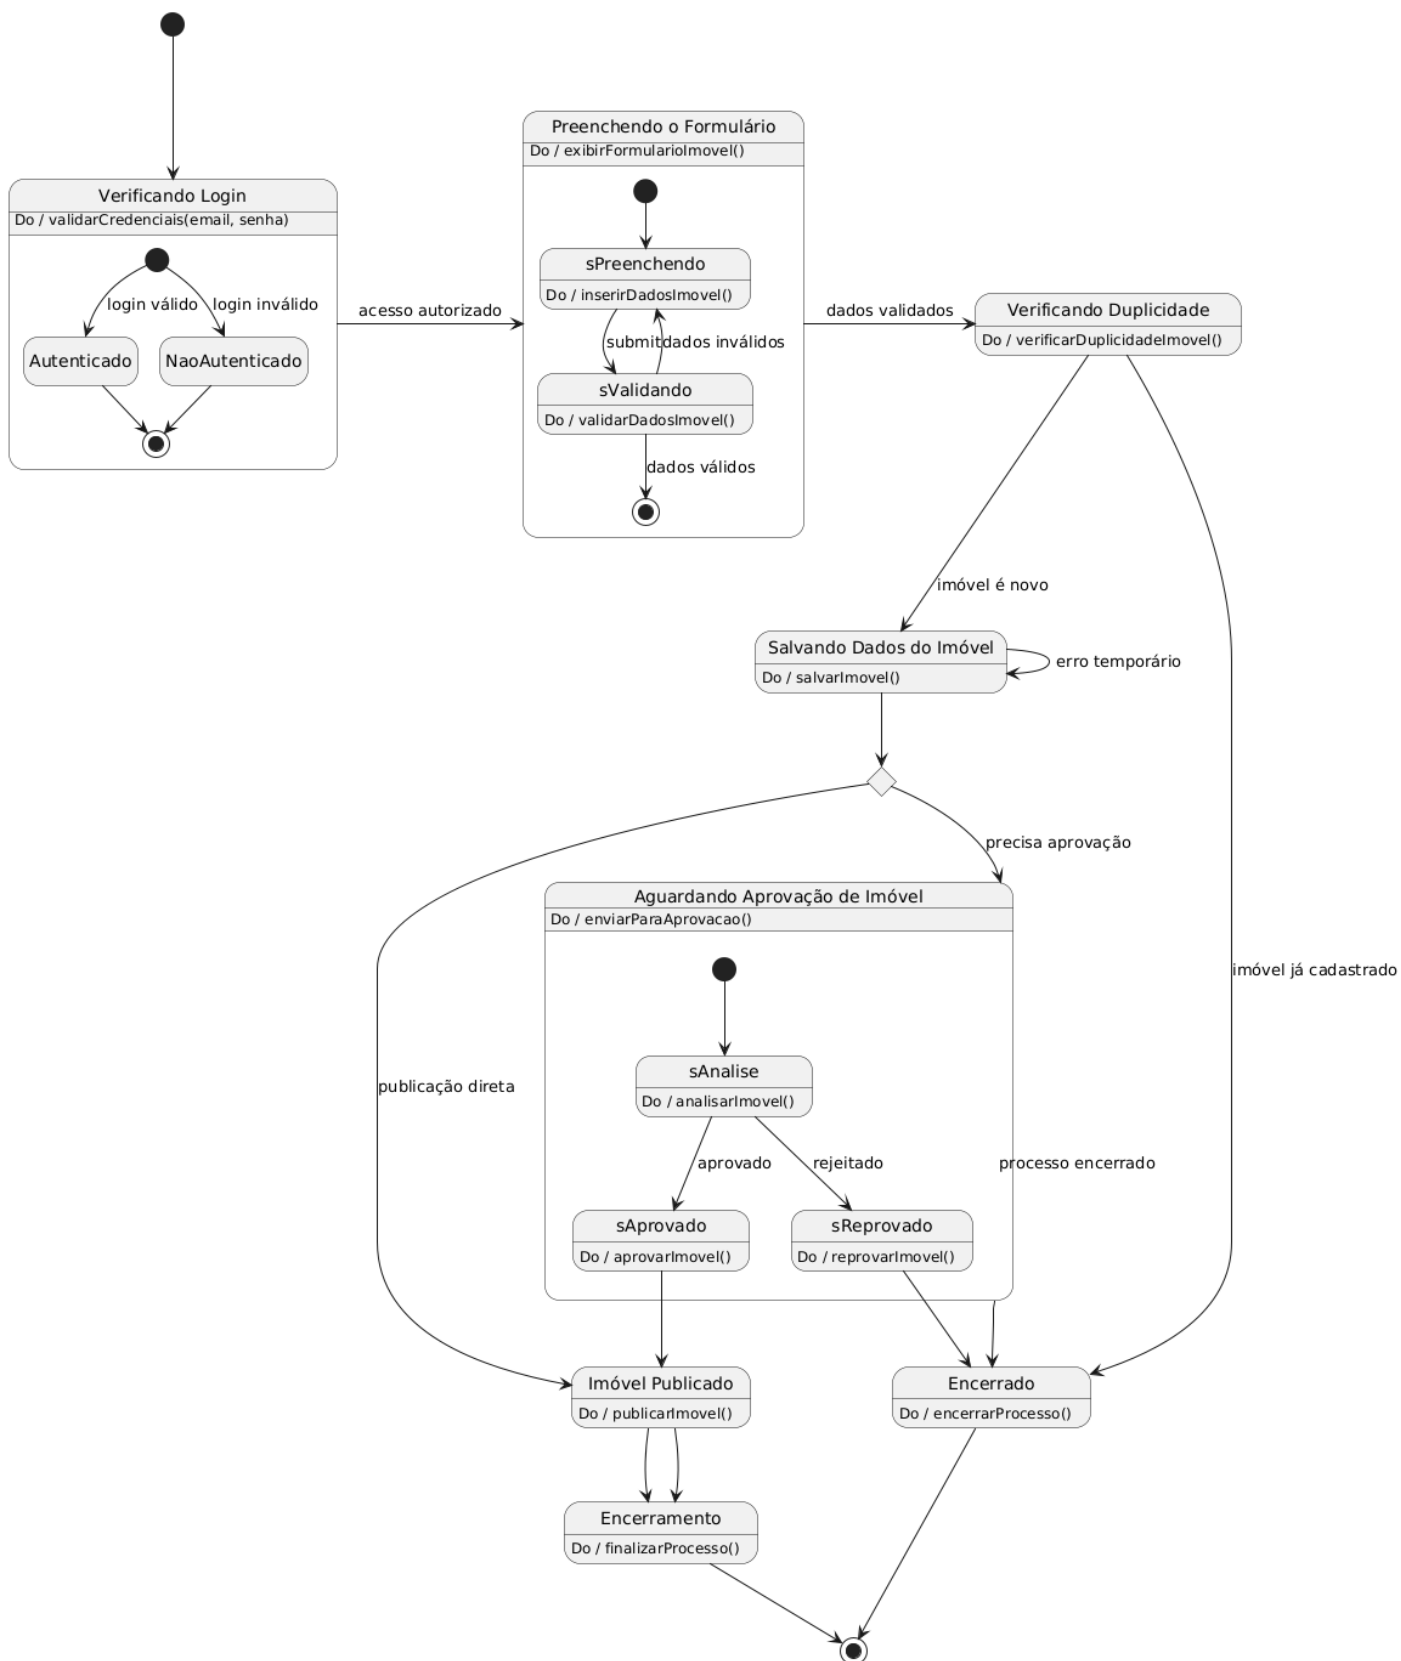 Verificando Login
Do / validarCredenciais(email, senha)
login válido
login inválido
Autenticado
NaoAutenticado
acesso autorizado
Preenchendo o Formulário
Do / exibirFormularioImovel()
sPreenchendo
Do / inserirDadosImovel()
submit
dados inválidos
sValidando
Do / validarDadosImovel()
dados válidos
dados validados
Verificando Duplicidade
Do / verificarDuplicidadeImovel()
imóvel é novo
Salvando Dados do Imóvel
Do / salvarImovel()
erro temporário
precisa aprovação
Aguardando Aprovação de Imóvel
Do / enviarParaAprovacao()
imóvel já cadastrado
sAnalise
Do / analisarImovel()
publicação direta
aprovado
rejeitado
processo encerrado
sAprovado
Do / aprovarImovel()
sReprovado
Do / reprovarImovel()
Imóvel Publicado
Do / publicarImovel()
Encerrado
Do / encerrarProcesso()
Encerramento
Do / finalizarProcesso()